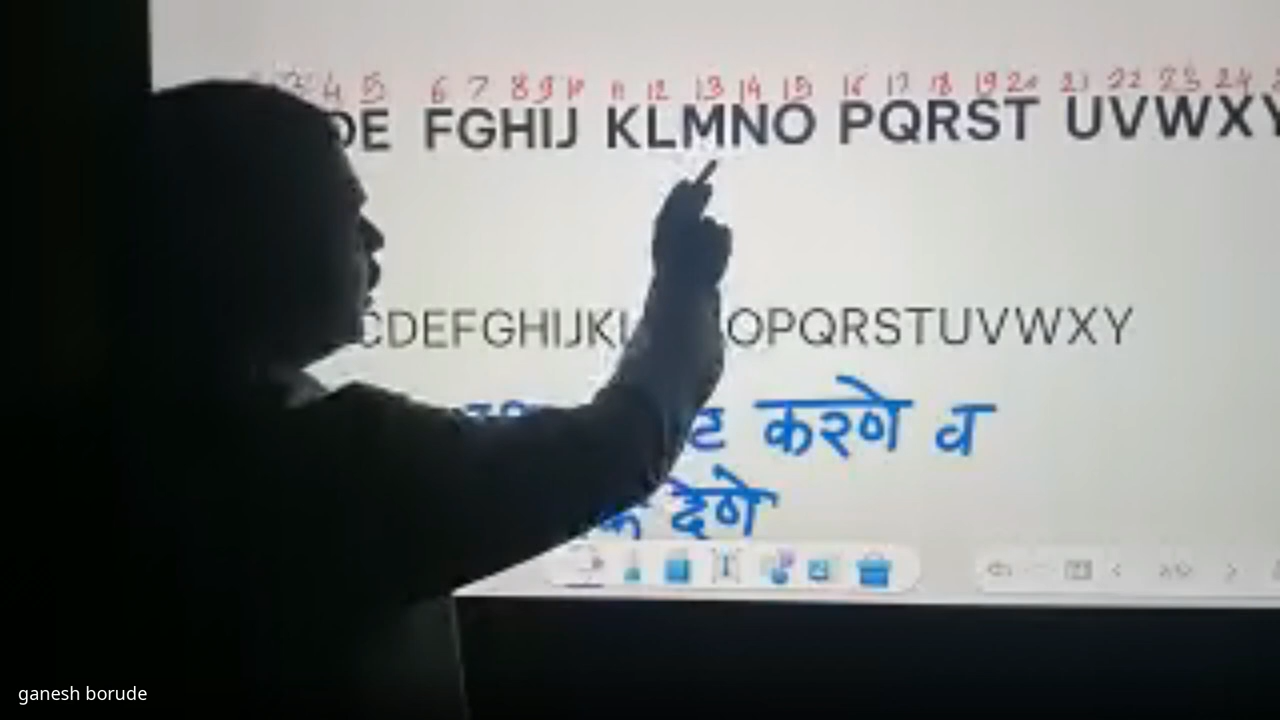 4 5 6 7 8 9 10 11 12 13 14 15 16 17 18 19 20 21 22 23 24
DE FGHIJ KLMNO PQRST UVWXY
CDEFGHIJKL OPQRSTUVWXY
करणे व
देणे
ganesh borude